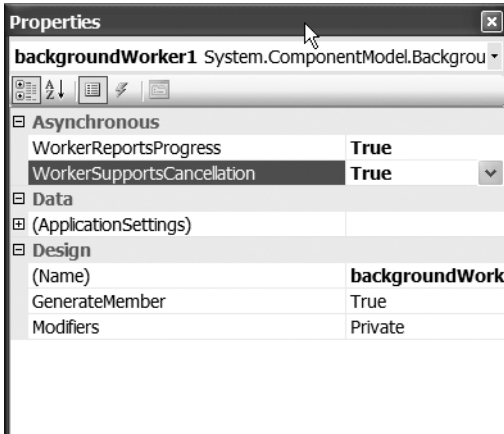 Properties
backgroundWorker1 System.ComponentModel.Backgrou
Asynchronous
WorkerReportsProgress True
WorkerSupportsCancellation True
Data
(ApplicationSettings)
Design
(Name) backgroundWork
GenerateMember True
Modifiers Private